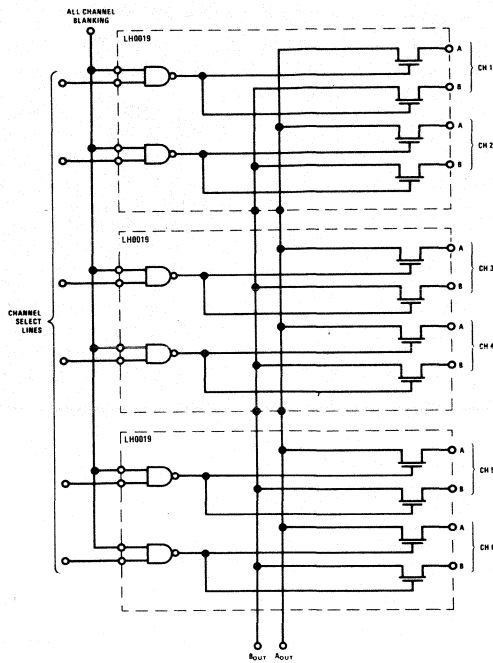 ALL CHANNEL
BLANKING
LH0019
A
CH 1
B
A
CH 2
B
LH0019
A
CH 3
B
A
CH 4
B
CHANNEL
SELECT
LINES
LH0019
A
CH 5
B
A
CH 6
B
BOUT AOUT